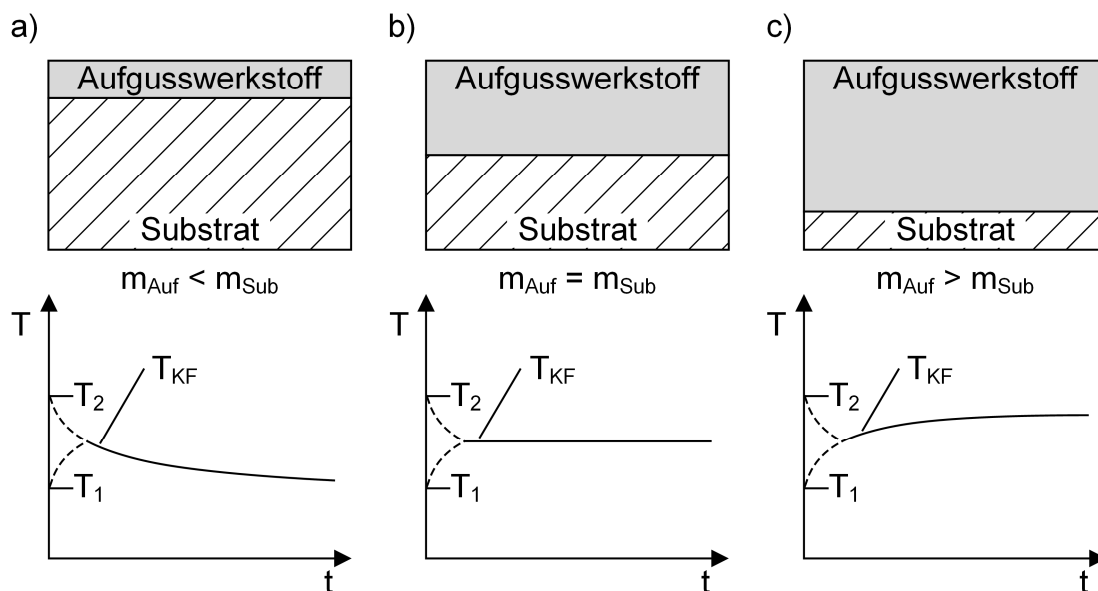 a)
Aufgusswerkstoff
Substrat
m_Auf < m_Sub
T
T_KF
T_2
T_1
t
b)
Aufgusswerkstoff
Substrat
m_Auf = m_Sub
T
T_KF
T_2
T_1
t
c)
Aufgusswerkstoff
Substrat
m_Auf > m_Sub
T
T_KF
T_2
T_1
t